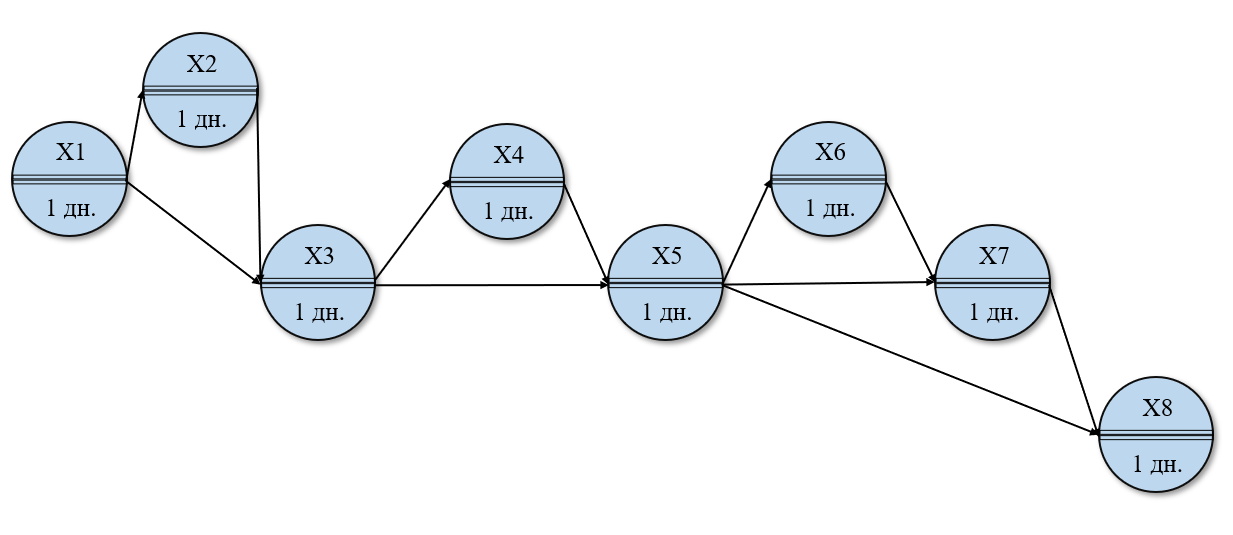 X1
1 дн.
X2
1 дн.
X3
1 дн.
X4
1 дн.
X5
1 дн.
X6
1 дн.
X7
1 дн.
X8
1 дн.